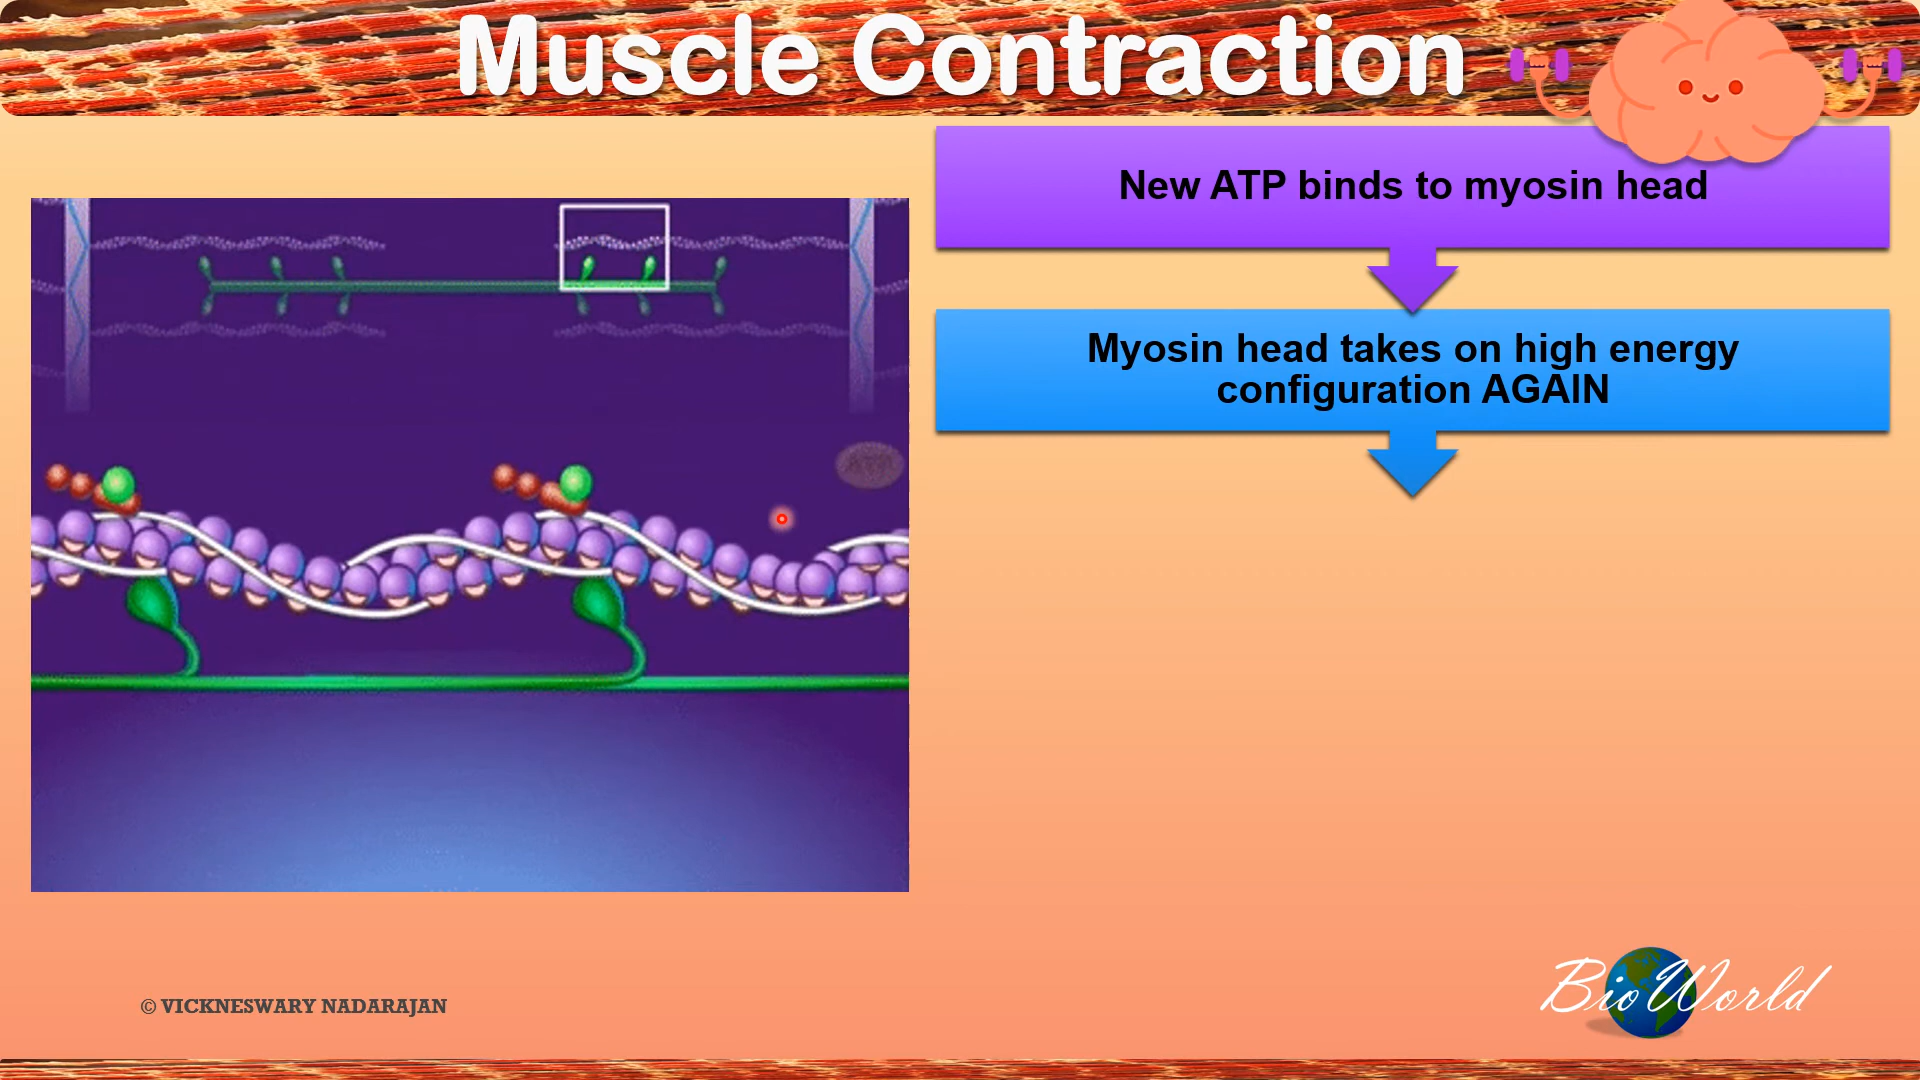 Muscle Contraction
New ATP binds to myosin head
Myosin head takes on high energy
configuration AGAIN
© VICKNESWARY NADARAJAN
BioWorld